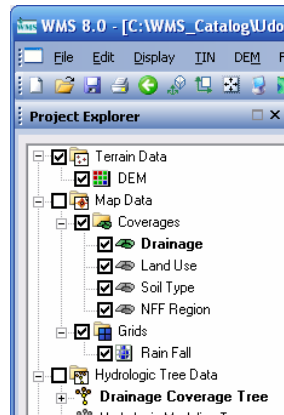 WMS 8.0 - [C:\WMS_Catalog\Udo
File Edit Display TIN DEM
Project Explorer
Terrain Data
DEM
Map Data
Coverages
Drainage
Land Use
Soil Type
NFF Region
Grids
Rain Fall
Hydrologic Tree Data
Drainage Coverage Tree